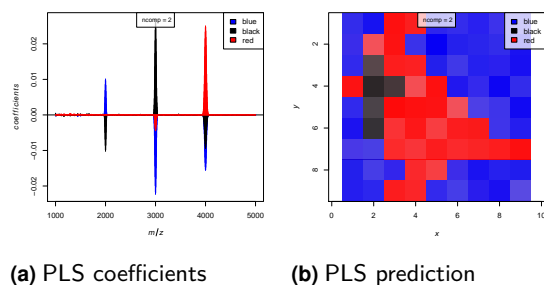 ncomp = 2
blue
black
red
coefficients
0.02
0.01
0.00
−0.01
−0.02
1000
2000
3000
4000
5000
m/z
(a) PLS coefficients
ncomp = 2
blue
black
red
y
2
4
6
8
0
2
4
6
8
10
x
(b) PLS prediction